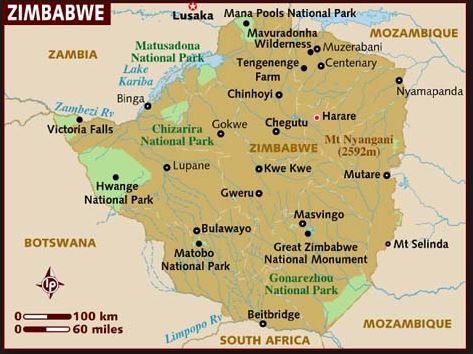 ZIMBABWE
Lusaka
Mana Pools National Park
Mavuradonha
Wilderness
MOZAMBIQUE
Muzerabani
Matusadona
National Park
ZAMBIA
Tengenenge
Farm
Centenary
Lake
Kariba
Nyamapanda
Chinhoyi
Binga
Zambezi Rv
Harare
Victoria Falls
Chizarira
National Park
Gokwe
Chegutu
Mt Nyangani
(2592m)
ZIMBABWE
Lupane
Kwe Kwe
Mutare
Hwange
National Park
Gweru
Masvingo
Bulawayo
BOTSWANA
Great Zimbabwe
National Monument
Mt Selinda
Matobo
National Park
Gonarezhou
National Park
LP
0 100 km
0 60 miles
Limpopo Rv
Beitbridge
MOZAMBIQUE
SOUTH AFRICA